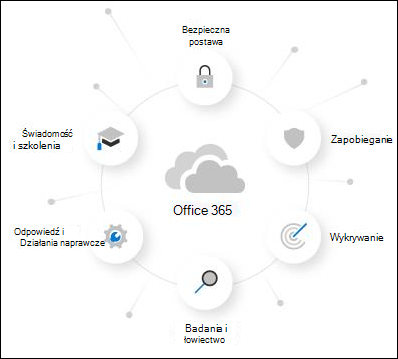 Bezpieczna
postawa
Zapobieganie
Wykrywanie
Badania i
łowiectwo
Odpowiedź i
Działania naprawcze
Świadomość
i szkolenia
Office 365